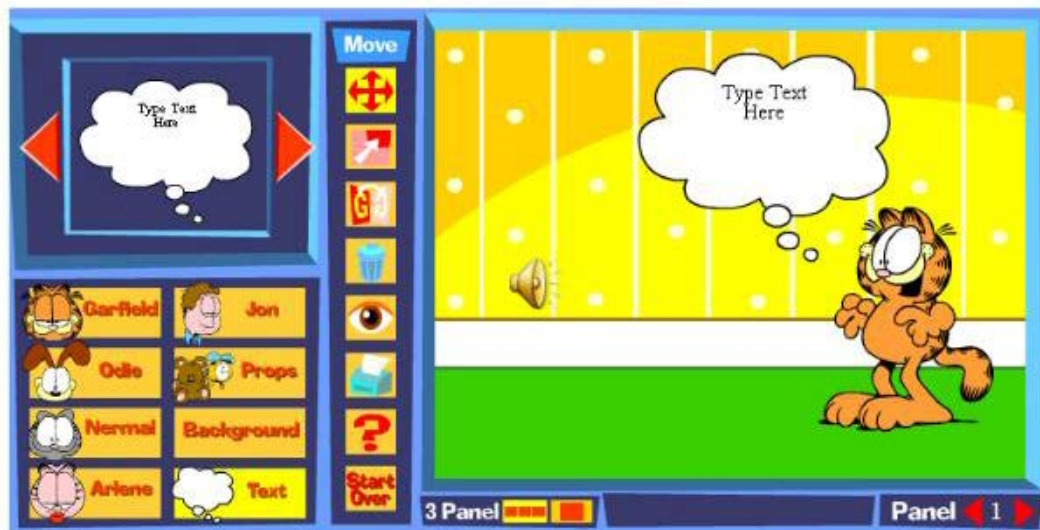 Move
Type Text
Here
Type Text
Here
Garfield
Jon
Odie
Props
Nermal
Background
Arlene
Text
Start
Over
3 Panel
Panel 1